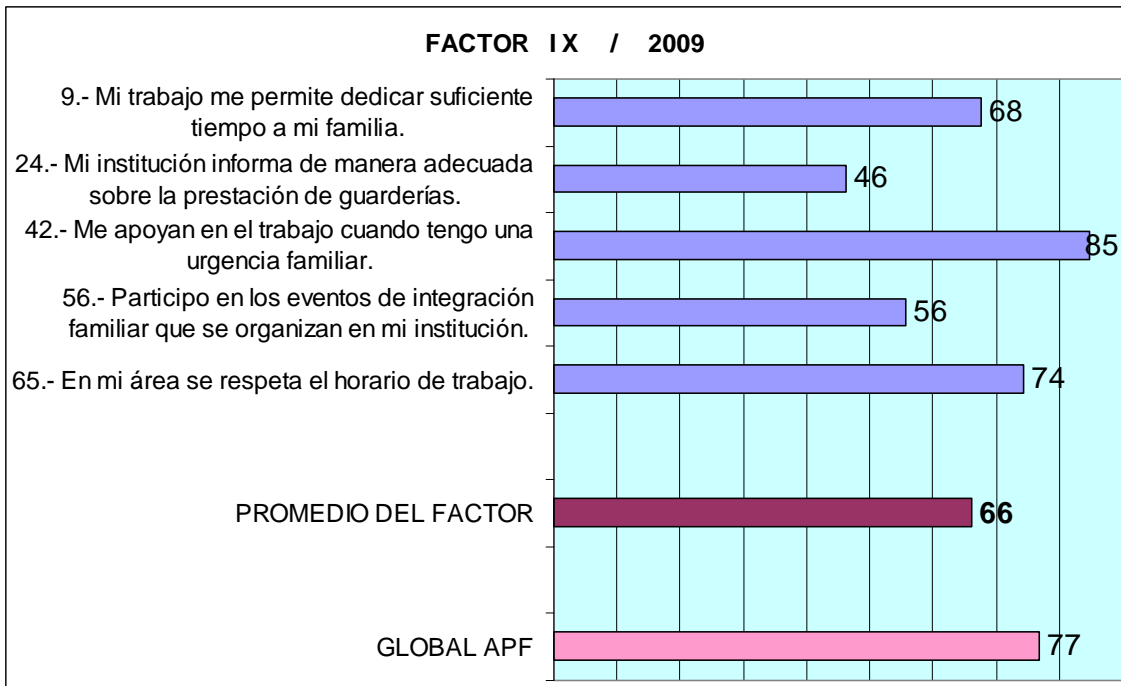 FACTOR IX / 2009
9.- Mi trabajo me permite dedicar suficiente
tiempo a mi familia.
68
24.- Mi institución informa de manera adecuada
sobre la prestación de guarderías.
46
42.- Me apoyan en el trabajo cuando tengo una
urgencia familiar.
85
56.- Participo en los eventos de integración
familiar que se organizan en mi institución.
56
65.- En mi área se respeta el horario de trabajo.
74
PROMEDIO DEL FACTOR
66
GLOBAL APF
77